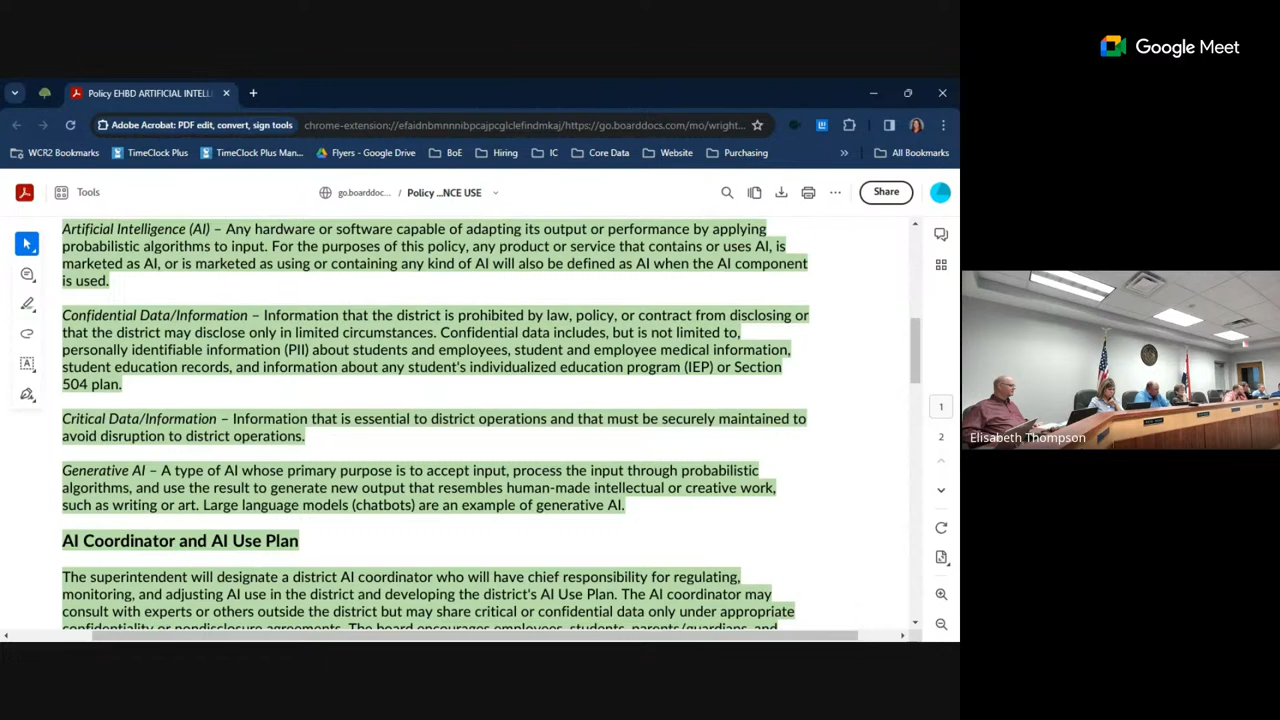 Google Meet
Policy EHBD ARTIFICIAL INTELL
Adobe Acrobat: PDF edit, convert, sign tools
chrome-extension://efaidnbmnnnibpcajpcglclefindmkaj/https://go.boarddocs.com/mo/wright...
WCR2 Bookmarks
TimeClock Plus
TimeClock Plus Man...
Flyers - Google Drive
BoE
Hiring
IC
Core Data
Website
Purchasing
All Bookmarks
Tools
go.boarddoc... / Policy ...NCE USE
Share
Artificial Intelligence (AI) – Any hardware or software capable of adapting its output or performance by applying
probabilistic algorithms to input. For the purposes of this policy, any product or service that contains or uses AI, is
marketed as AI, or is marketed as using or containing any kind of AI will also be defined as AI when the AI component
is used.
Confidential Data/Information – Information that the district is prohibited by law, policy, or contract from disclosing or
that the district may disclose only in limited circumstances. Confidential data includes, but is not limited to,
personally identifiable information (PII) about students and employees, student and employee medical information,
student education records, and information about any student's individualized education program (IEP) or Section
504 plan.
Critical Data/Information – Information that is essential to district operations and that must be securely maintained to
avoid disruption to district operations.
Generative AI – A type of AI whose primary purpose is to accept input, process the input through probabilistic
algorithms, and use the result to generate new output that resembles human-made intellectual or creative work,
such as writing or art. Large language models (chatbots) are an example of generative AI.
AI Coordinator and AI Use Plan
The superintendent will designate a district AI coordinator who will have chief responsibility for regulating,
monitoring, and adjusting AI use in the district and developing the district's AI Use Plan. The AI coordinator may
consult with experts or others outside the district but may share critical or confidential data only under appropriate
confidentiality or nondisclosure agreements. The board encourages employees, students, parents/guardians, and
1
2
Elisabeth Thompson